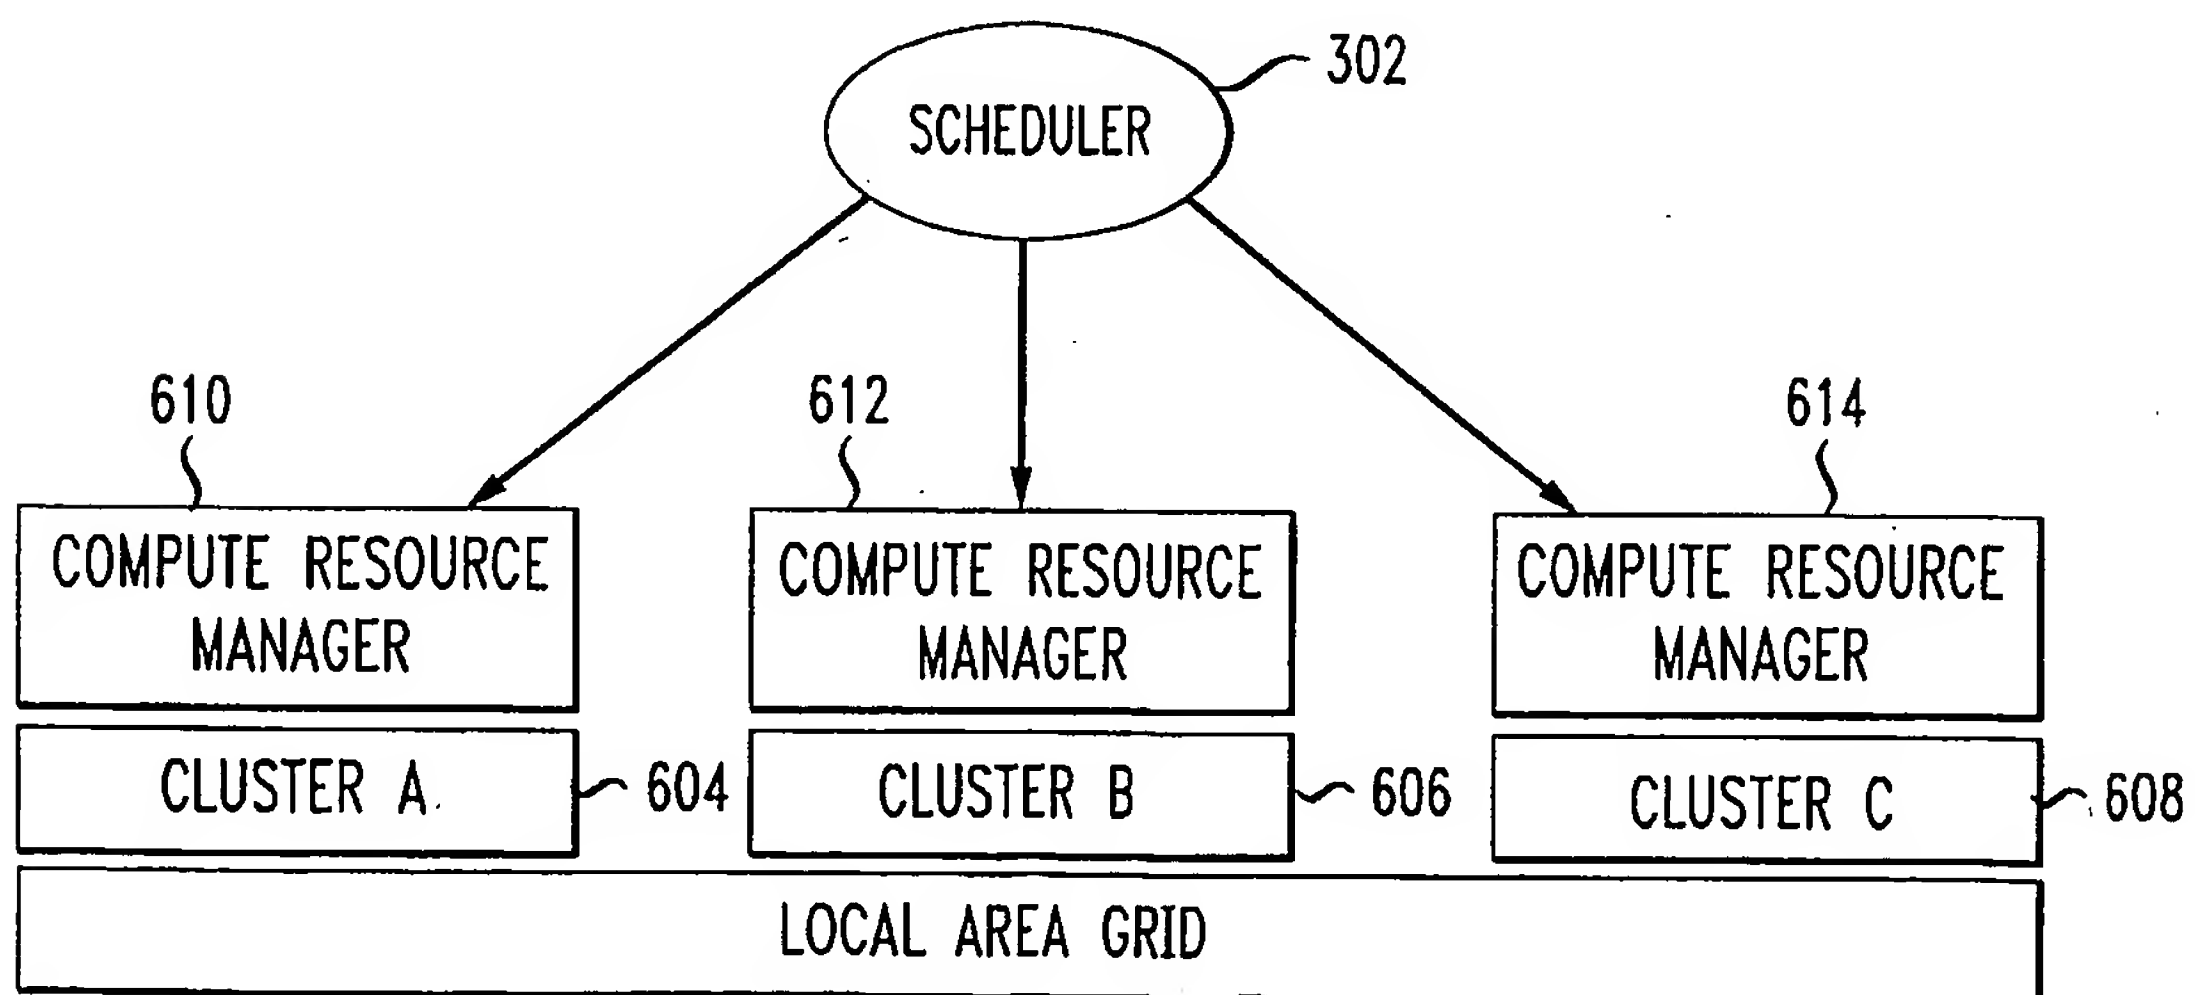 302
SCHEDULER
610
612
614
COMPUTE RESOURCE
MANAGER
COMPUTE RESOURCE
MANAGER
COMPUTE RESOURCE
MANAGER
CLUSTER A
604
CLUSTER B
606
CLUSTER C
608
LOCAL AREA GRID